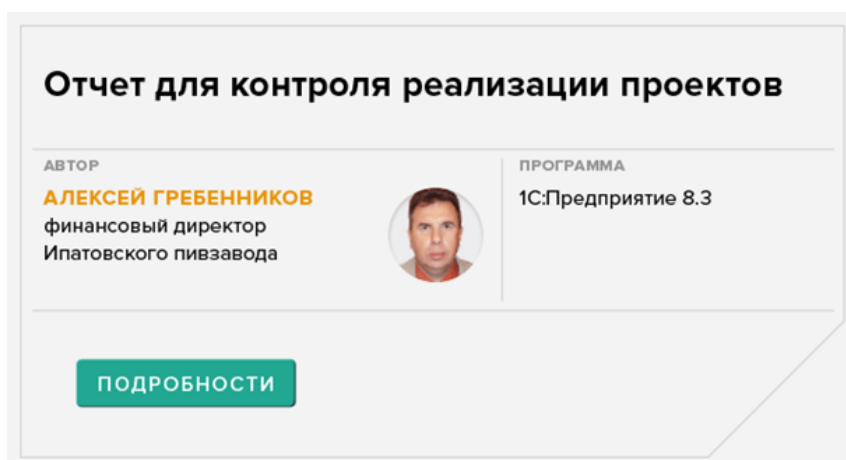 Отчет для контроля реализации проектов
АВТОР
АЛЕКСЕЙ ГРЕБЕННИКОВ
финансовый директор
Ипатовского пивзавода
ПРОГРАММА
1С:Предприятие 8.3
ПОДРОБНОСТИ